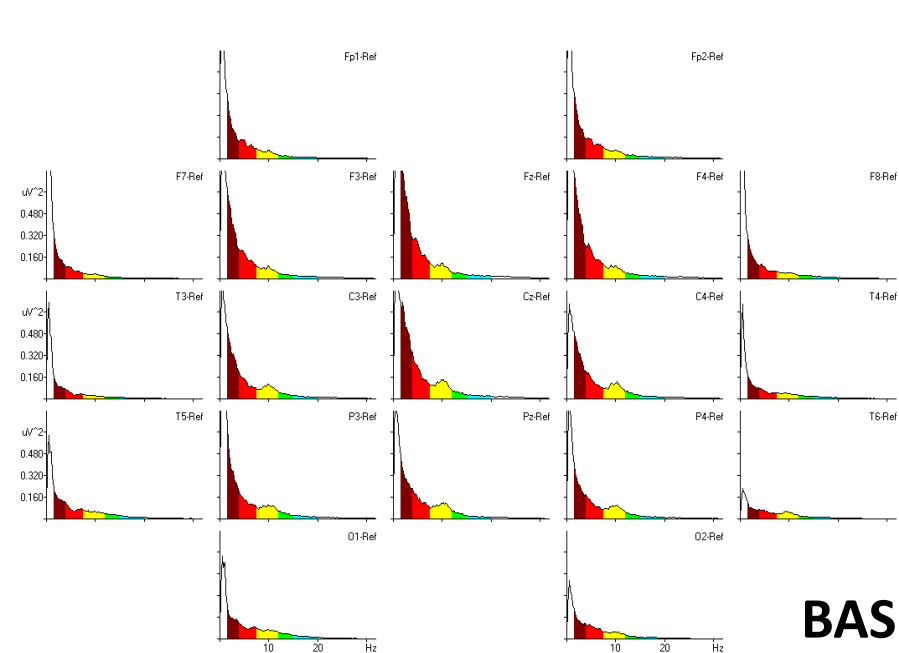 Fp1-Ref
Fp2-Ref
F7-Ref
F3-Ref
Fz-Ref
F4-Ref
F8-Ref
uV^2
0.480
0.320
0.160
T3-Ref
C3-Ref
Cz-Ref
C4-Ref
T4-Ref
uV^2
0.480
0.320
0.160
T5-Ref
P3-Ref
Pz-Ref
P4-Ref
T6-Ref
uV^2
0.480
0.320
0.160
O1-Ref
O2-Ref
10 20 Hz
10 20 Hz
BAS